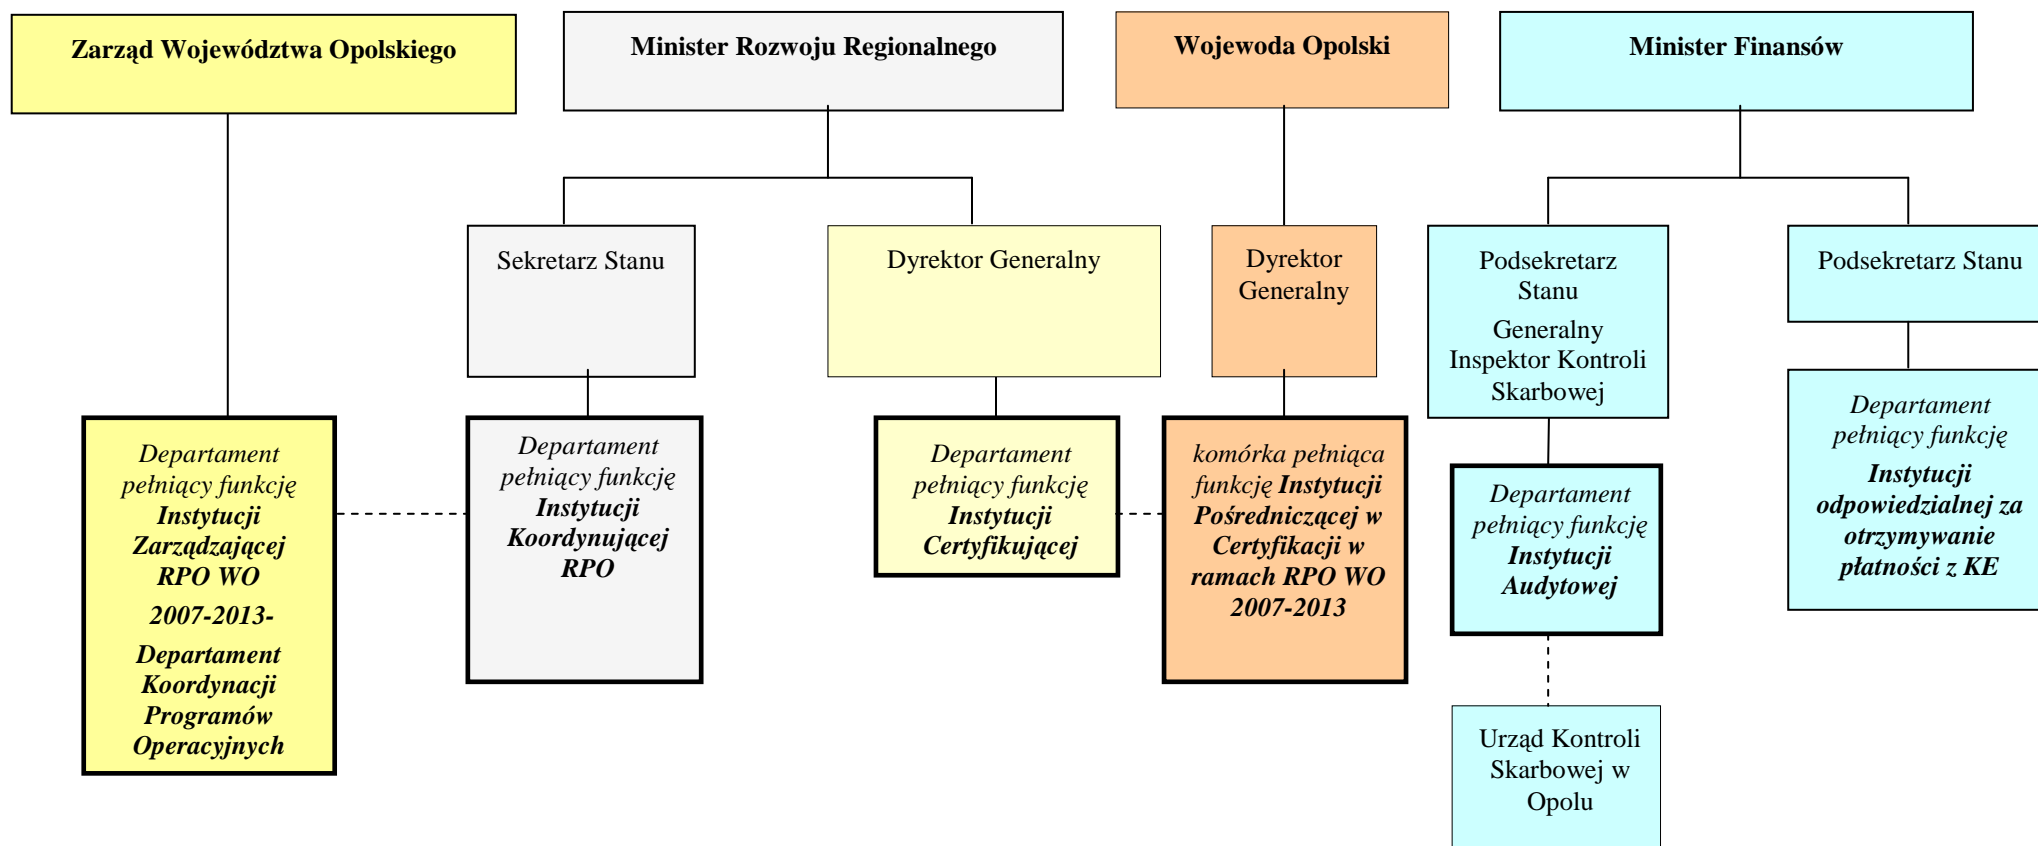 Zarząd Województwa Opolskiego
Minister Rozwoju Regionalnego
Wojewoda Opolski
Minister Finansów
Sekretarz Stanu
Dyrektor Generalny
Dyrektor
Generalny
Podsekretarz
Stanu
Generalny
Inspektor Kontroli
Skarbowej
Podsekretarz Stanu
Departament
pełniący funkcję
Instytucji
Zarządzającej
RPO WO
2007-2013-
Departament
Koordynacji
Programów
Operacyjnych
Departament
pełniący funkcję
Instytucji
Koordynującej
RPO
Departament
pełniący funkcję
Instytucji
Certyfikującej
komórka pełniąca
funkcję Instytucji
Pośredniczącej w
Certyfikacji w
ramach RPO WO
2007-2013
Departament
pełniący funkcję
Instytucji
Audytowej
Departament
pełniący funkcję
Instytucji
odpowiedzialnej za
otrzymywanie
płatności z KE
Urząd Kontroli
Skarbowej w
Opolu